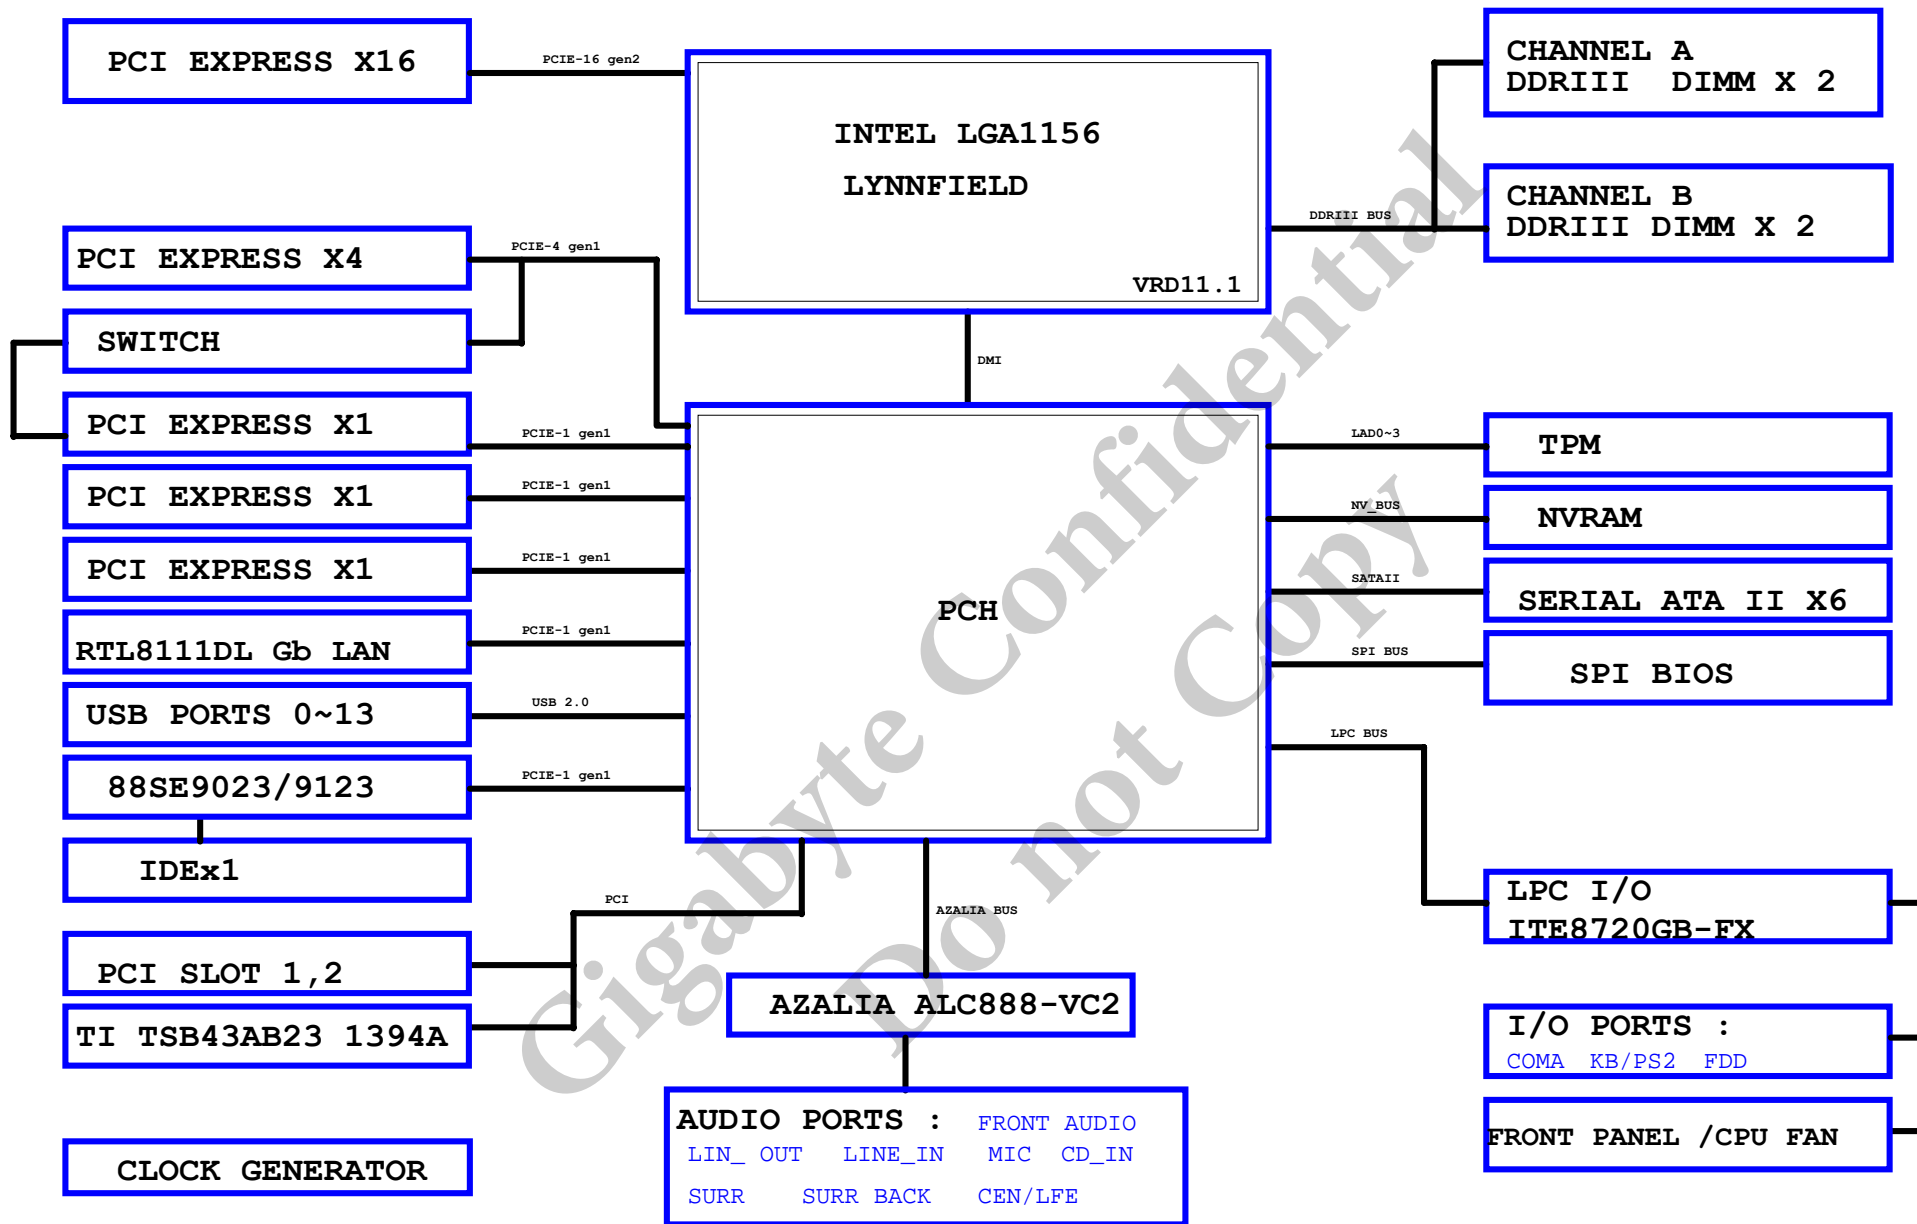 PCI EXPRESS X16
PCIE-16 gen2
INTEL LGA1156
LYNNFIELD
VRD11.1
CHANNEL A
DDRIII DIMM X 2
CHANNEL B
DDRIII DIMM X 2
DDRIII BUS
PCI EXPRESS X4
PCIE-4 gen1
SWITCH
DMI
PCI EXPRESS X1
PCIE-1 gen1
PCI EXPRESS X1
PCIE-1 gen1
PCI EXPRESS X1
PCIE-1 gen1
RTL8111DL Gb LAN
PCIE-1 gen1
USB PORTS 0~13
USB 2.0
88SE9023/9123
PCIE-1 gen1
IDEx1
PCI
PCI SLOT 1,2
TI TSB43AB23 1394A
CLOCK GENERATOR
PCH
LAD0~3
TPM
NV_BUS
NVRAM
SATAII
SERIAL ATA II X6
SPI BUS
SPI BIOS
LPC BUS
LPC I/O
ITE8720GB-FX
I/O PORTS :
COMA KB/PS2 FDD
FRONT PANEL /CPU FAN
AZALIA BUS
AZALIA ALC888-VC2
AUDIO PORTS : FRONT AUDIO
LIN_ OUT LINE_IN MIC CD_IN
SURR SURR BACK CEN/LFE
Gigabyte Confidential
Do not Copy